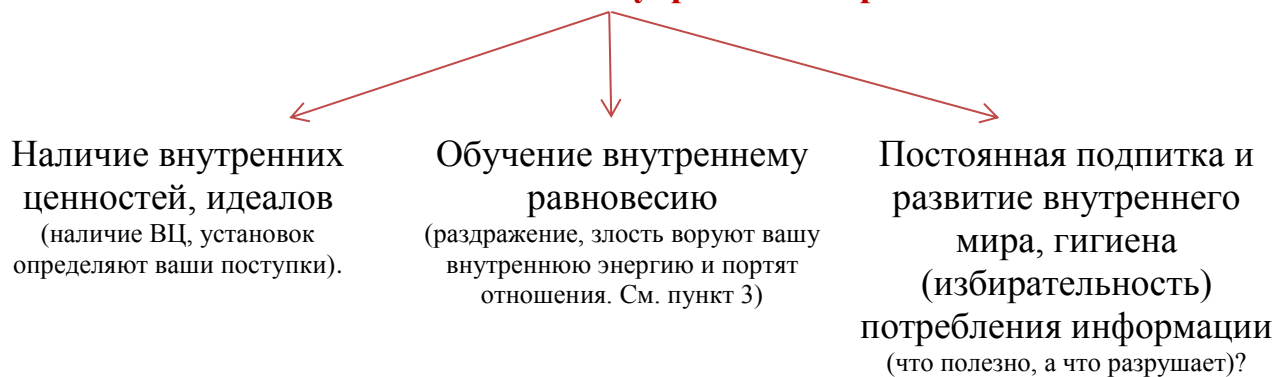 Наличие внутренних
ценностей, идеалов
(наличие ВЦ, установок
определяют ваши поступки).
Обучение внутреннему
равновесию
(раздражение, злость воруют вашу
внутреннюю энергию и портят
отношения. См. пункт 3)
Постоянная подпитка и
развитие внутреннего
мира, гигиена
(избирательность)
потребления информации
(что полезно, а что разрушает)?